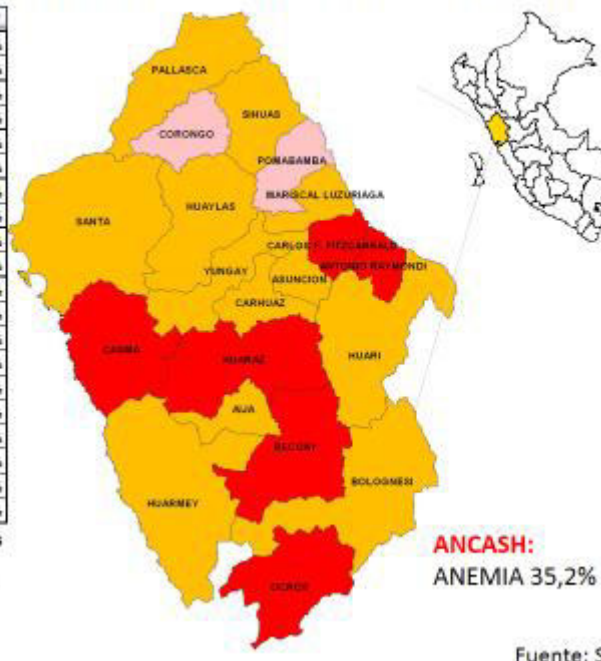 PALLASCA
SIHUAS
CORONGO
POMABAMBA
MARISCAL LUZURIAGA
HUAYLAS
SANTA
CARLOS F. FITZCARRALD
YUNGAY
ANTONIO RAYMONDI
ASUNCION
CARHUAZ
CASMA
HUARAZ
HUARI
AIJA
RECUAY
BOLOGNESI
HUARMEY
ANCASH:
ANEMIA 35,2%
OCROS
Fuente: S